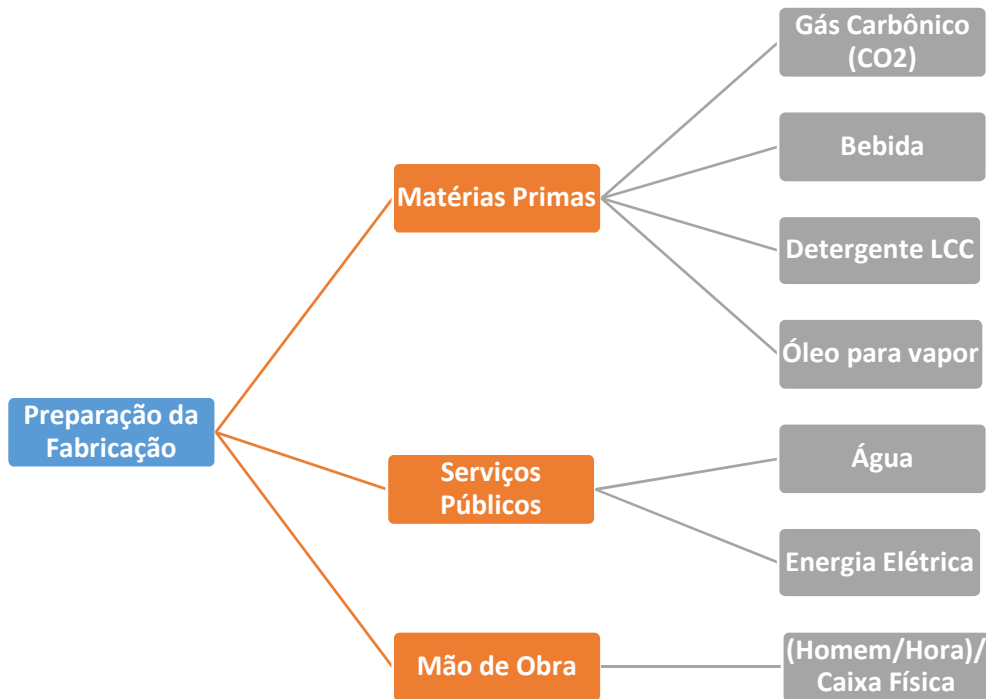 Preparação da
Fabricação
Matérias Primas
Gás Carbônico
(CO2)
Bebida
Detergente LCC
Óleo para vapor
Serviços
Públicos
Água
Energia Elétrica
Mão de Obra
(Homem/Hora)/
Caixa Física